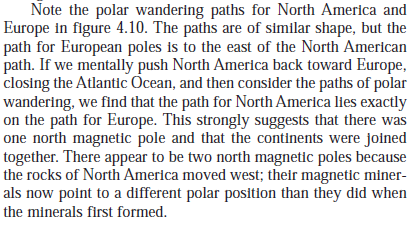 Note the polar wandering paths for North America and
Europe in figure 4.10. The paths are of similar shape, but the
path for European poles is to the east of the North American
path. If we mentally push North America back toward Europe,
closing the Atlantic Ocean, and then consider the paths of polar
wandering, we find that the path for North America lies exactly
on the path for Europe. This strongly suggests that there was
one north magnetic pole and that the continents were joined
together. There appear to be two north magnetic poles because
the rocks of North America moved west; their magnetic miner-
als now point to a different polar position than they did when
the minerals first formed.